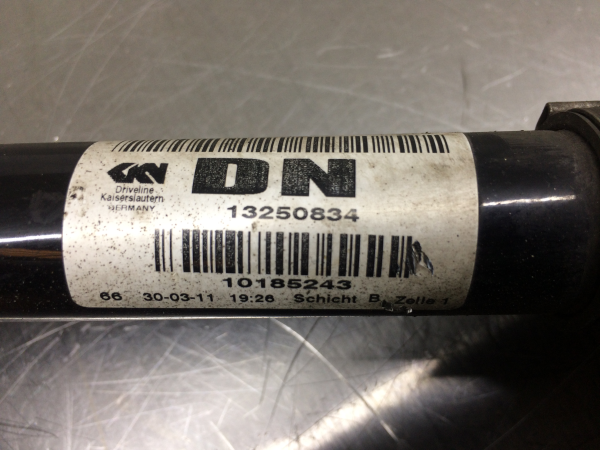 GKN DN
Driveline
Kaiserslautern
GERMANY
13250834
10185243
66 30-03-11 19:26 Schicht B, Zelle 1